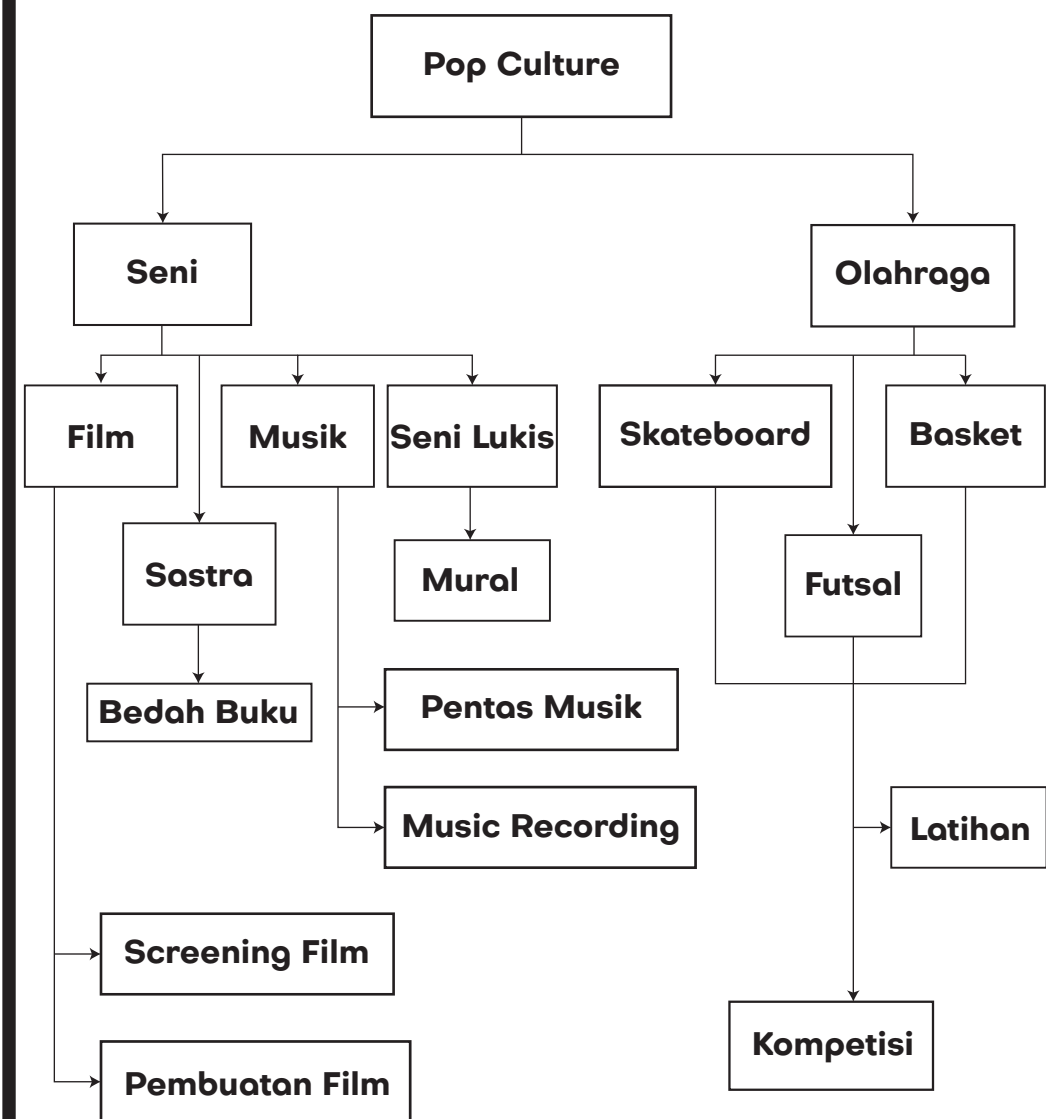 Pop Culture
Seni
Olahraga
Film
Musik
Seni Lukis
Skateboard
Basket
Sastra
Mural
Futsal
Bedah Buku
Pentas Musik
Music Recording
Latihan
Screening Film
Kompetisi
Pembuatan Film